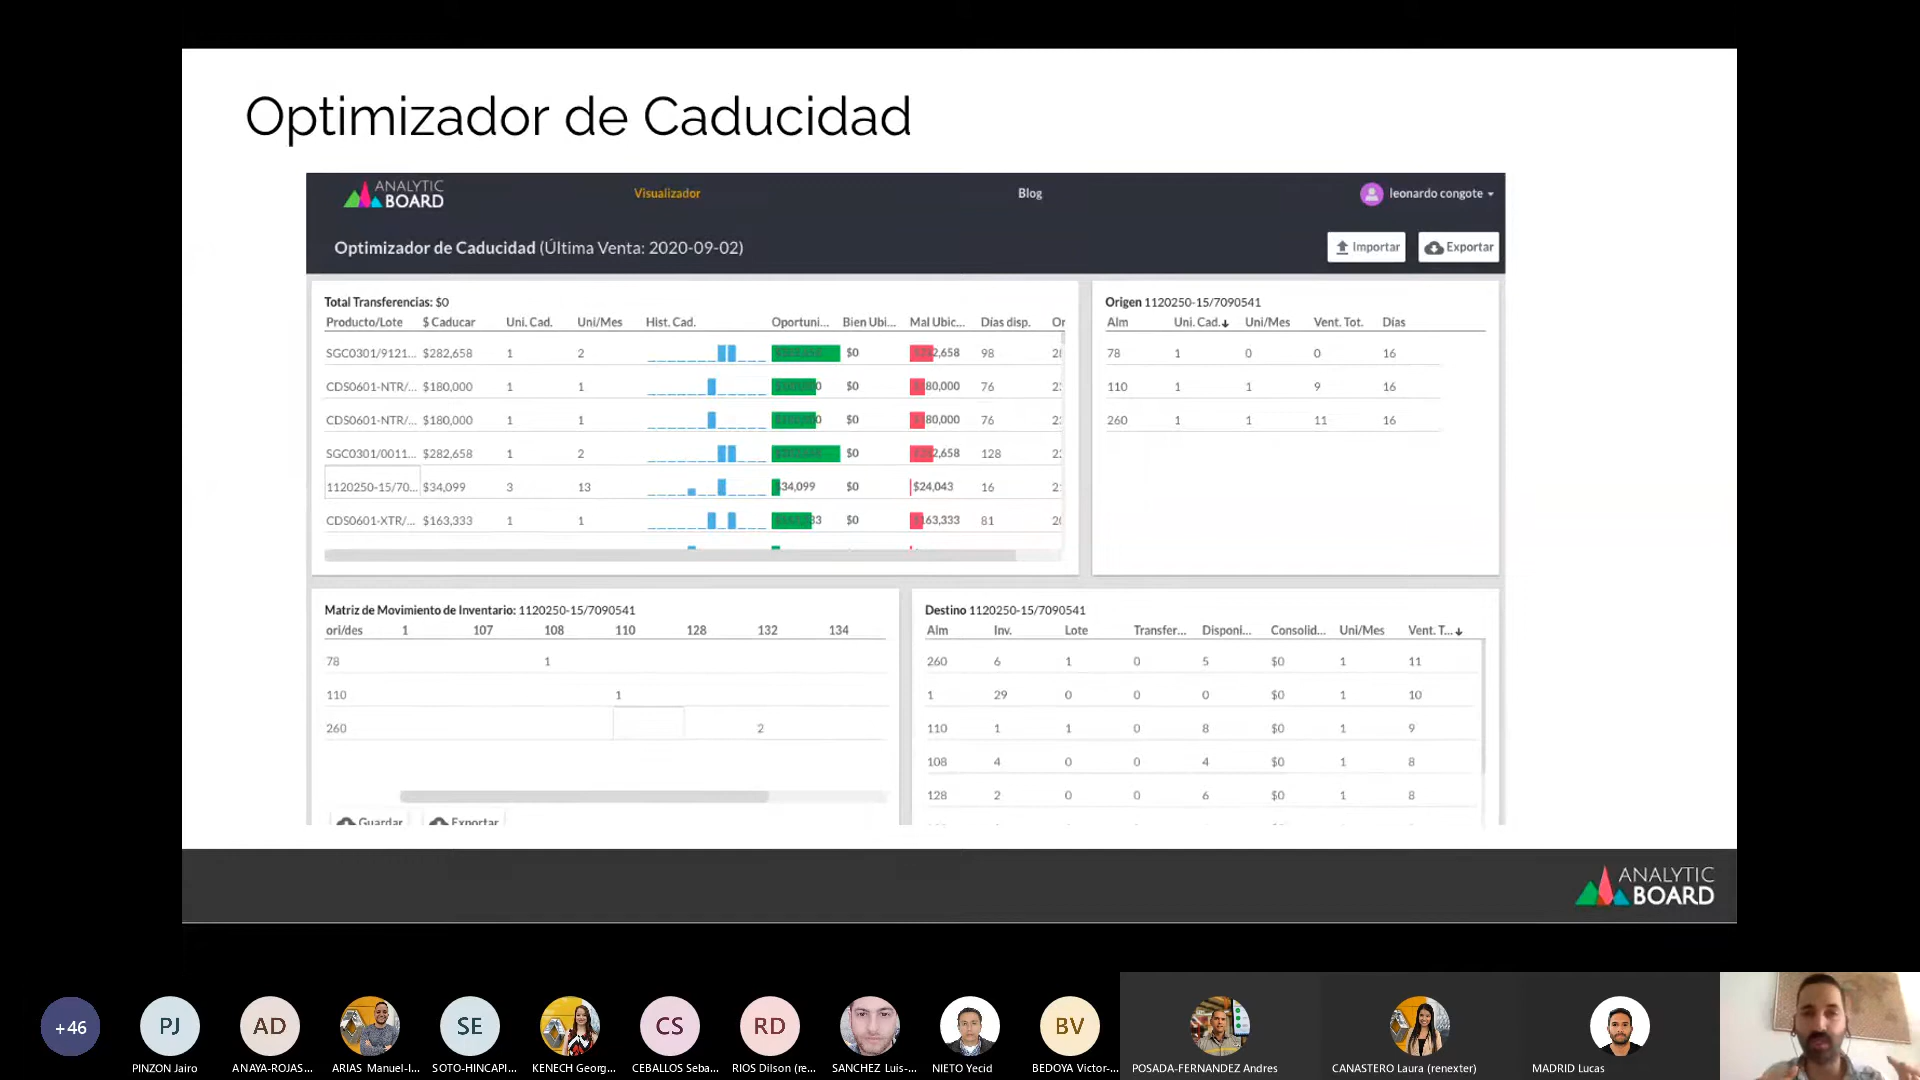 Optimizador de Caducidad
ANALYTIC BOARD
Visualizador
Blog
leonardo congote
Optimizador de Caducidad (Última Venta: 2020-09-02)
Importar
Exportar
Total Transferencias: $0
Producto/Lote $ Caducar Uni. Cad. Uni/Mes Hist. Cad. Oportuni... Bien Ubi... Mal Ubic... Días disp. Or
SGC0301/9121... $282,658 1 2 $0 98
CDS0601-NTR/... $180,000 1 1 $0 76
CDS0601-NTR/... $180,000 1 1 $0 76
SGC0301/0011... $282,658 1 2 $0 128
1120250-15/70... $34,099 3 13 $34,099 $0 $24,043 16
CDS0601-XTR/... $163,333 1 1 $0 81
Origen 1120250-15/7090541
Alm Uni. Cad. Uni/Mes Vent. Tot. Días
78 1 0 0 16
110 1 1 9 16
260 1 1 11 16
Matriz de Movimiento de Inventario: 1120250-15/7090541
ori/des 1 107 108 110 128 132 134
78 1
110 1
260 2
Guardar
Exportar
Destino 1120250-15/7090541
Alm Inv. Lote Transfer... Disponi... Consolid... Uni/Mes Vent. T...
260 6 1 0 5 $0 1 11
1 29 0 0 0 $0 1 10
110 1 1 0 8 $0 1 9
108 4 0 0 4 $0 1 8
128 2 0 0 6 $0 1 8
ANALYTIC
BOARD
+46
PJ
AD
SE
CS
RD
BV
PINZON Jairo
ANAYA-ROJAS...
ARIAS Manuel-I...
SOTO-HINCAPI...
KENECH Georg...
CEBALLOS Seba...
RIOS Dilson (re...
SANCHEZ Luis-...
NIETO Yecid
BEDOYA Victor-...
POSADA-FERNANDEZ Andres
CANASTERO Laura (renexter)
MADRID Lucas